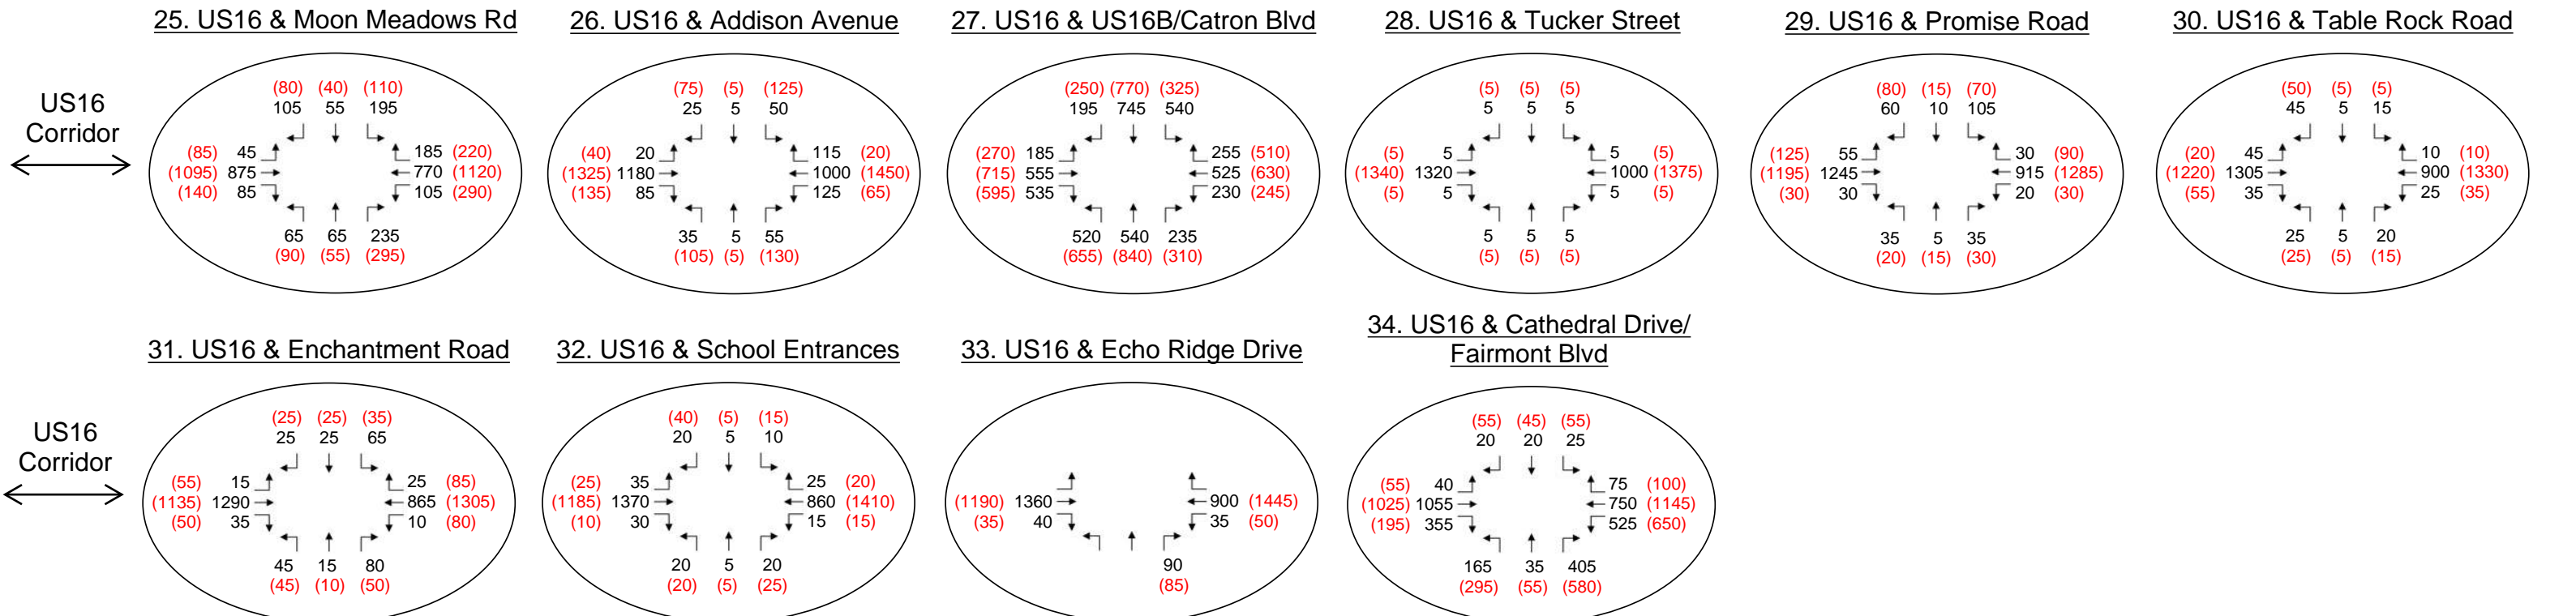 25. US16 & Moon Meadows Rd
26. US16 & Addison Avenue
27. US16 & US16B/Catron Blvd
28. US16 & Tucker Street
29. US16 & Promise Road
30. US16 & Table Rock Road
US16
Corridor
(80) (40) (110)
105 55 195
(85) 45
(1095) 875
(140) 85
185 (220)
770 (1120)
105 (290)
65 65 235
(90) (55) (295)
(75) (5) (125)
25 5 50
(40) 20
(1325) 1180
(135) 85
115 (20)
1000 (1450)
125 (65)
35 5 55
(105) (5) (130)
(250) (770) (325)
195 745 540
(270) 185
(715) 555
(595) 535
255 (510)
525 (630)
230 (245)
520 540 235
(655) (840) (310)
(5) (5) (5)
5 5 5
(5) 5
(1340) 1320
(5) 5
5 (5)
1000 (1375)
5 (5)
5 5 5
(5) (5) (5)
(80) (15) (70)
60 10 105
(125) 55
(1195) 1245
(30) 30
30 (90)
915 (1285)
20 (30)
35 5 35
(20) (15) (30)
(50) (5) (5)
45 5 15
(20) 45
(1220) 1305
(55) 35
10 (10)
900 (1330)
25 (35)
25 5 20
(25) (5) (15)
31. US16 & Enchantment Road
32. US16 & School Entrances
33. US16 & Echo Ridge Drive
34. US16 & Cathedral Drive/
Fairmont Blvd
US16
Corridor
(25) (25) (35)
25 25 65
(55) 15
(1135) 1290
(50) 35
25 (85)
865 (1305)
10 (80)
45 15 80
(45) (10) (50)
(40) (5) (15)
20 5 10
(25) 35
(1185) 1370
(10) 30
25 (20)
860 (1410)
15 (15)
20 5 20
(20) (5) (25)
(1190) 1360
(35) 40
900 (1445)
35 (50)
90
(85)
(55) (45) (55)
20 20 25
(55) 40
(1025) 1055
(195) 355
75 (100)
750 (1145)
525 (650)
165 35 405
(295) (55) (580)